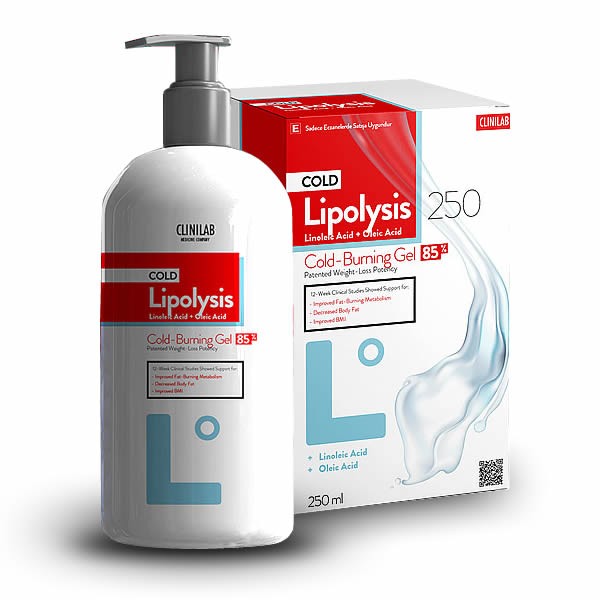 CLINILAB
MEDICINE COMPANY
COLD
Lipolysis
Linoleic Acid + Oleic Acid
Cold-Burning Gel 85%
Patented Weight-Loss Potency
12-Week Clinical Studies Showed Support for:
- Improved Fat-Burning Metabolism
- Decreased Body Fat
- Improved BMI
L°
E Sadece Eczanelerde Satışa Uygundur
CLINILAB
COLD
Lipolysis 250
Linoleic Acid + Oleic Acid
Cold-Burning Gel 85%
Patented Weight-Loss Potency
12-Week Clinical Studies Showed Support for:
- Improved Fat-Burning Metabolism
- Decreased Body Fat
- Improved BMI
L°
+ Linoleic Acid
+ Oleic Acid
250 ml